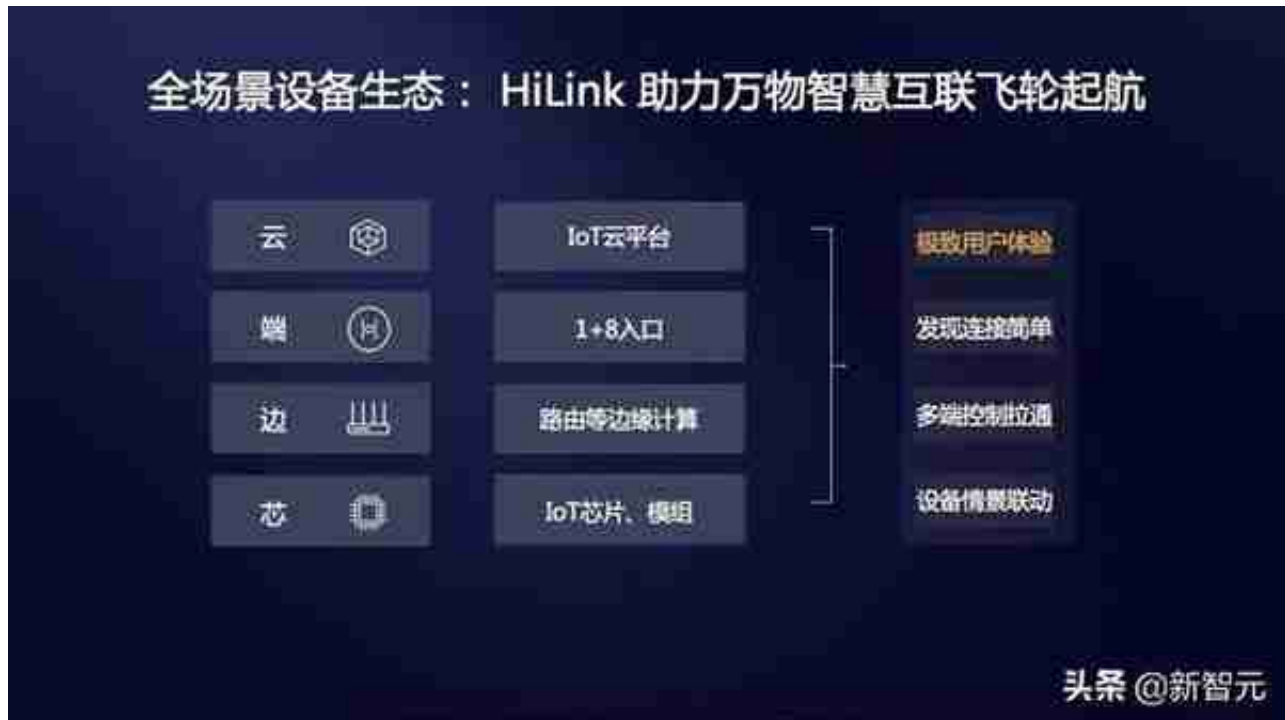 全场景设备生态：HiLink 助力万物智慧互联飞轮起航
云
IoT云平台
端
1+8入口
边
路由等边缘计算
芯
IoT芯片、模组
极致用户体验
发现连接简单
多端控制拉通
设备情景联动
头条 @新智元